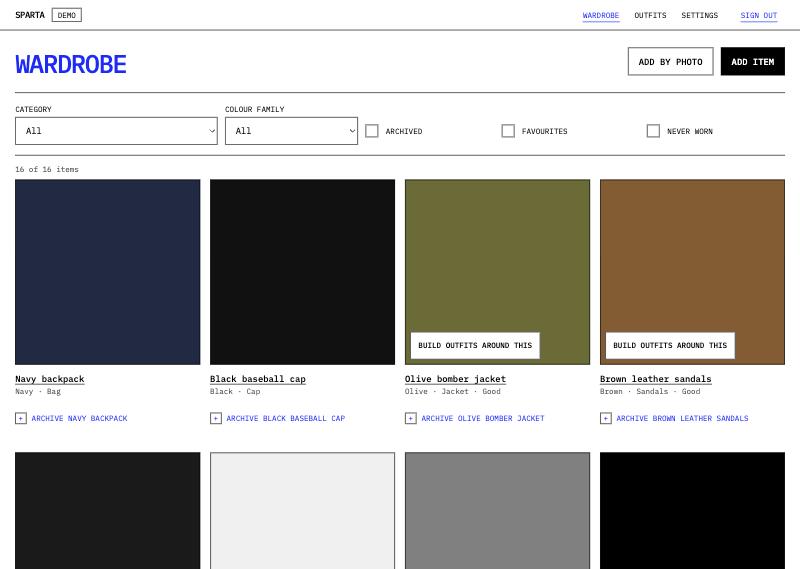 SPARTA DEMO WARDROBE OUTFITS SETTINGS SIGN OUT
WARDROBE ADD BY PHOTO ADD ITEM
CATEGORY COLOUR FAMILY
All All ARCHIVED FAVOURITES NEVER WORN
16 of 16 items
BUILD OUTFITS AROUND THIS BUILD OUTFITS AROUND THIS
Navy backpack Black baseball cap Olive bomber jacket Brown leather sandals
Navy · Bag Black · Cap Olive · Jacket · Good Brown · Sandals · Good
+ ARCHIVE NAVY BACKPACK + ARCHIVE BLACK BASEBALL CAP + ARCHIVE OLIVE BOMBER JACKET + ARCHIVE BROWN LEATHER SANDALS